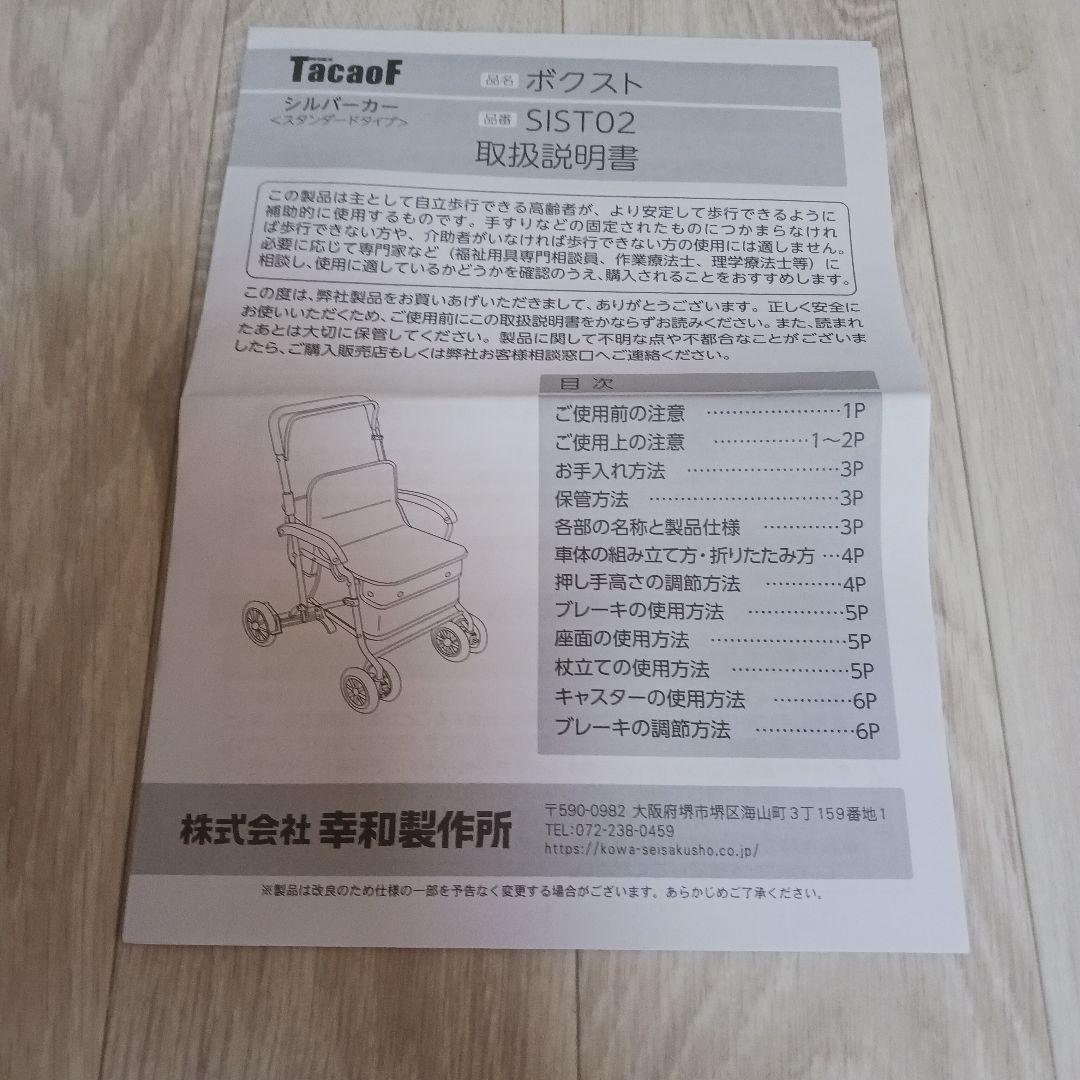 TacaoF
品名 ボクスト
シルバーカー
<スタンダードタイプ>
品番 SIST02
取扱説明書
この製品は主として自立歩行できる高齢者が、より安定して歩行できるように
補助的に使用するものです。手すりなどの固定されたものにつかまらなけれ
ば歩行できない方や、介助者がいなければ歩行できない方の使用には適しません。
必要に応じて専門家など（福祉用具専門相談員、作業療法士、理学療法士等）に
相談し、使用に適しているかどうかを確認のうえ、購入されることをおすすめします。
この度は、弊社製品をお買いあげいただきまして、ありがとうございます。正しく安全に
お使いいただくため、ご使用前にこの取扱説明書をかならずお読みください。また、読まれ
たあとは大切に保管してください。製品に関して不明な点や不都合なことがございま
したら、ご購入販売店もしくは弊社お客様相談窓口へご連絡ください。
目次
ご使用前の注意 …………………1P
ご使用上の注意 ……………1～2P
お手入れ方法 ……………………3P
保管方法 …………………………3P
各部の名称と製品仕様 …………3P
車体の組み立て方・折りたたみ方 …4P
押し手高さの調節方法 …………4P
ブレーキの使用方法 ……………5P
座面の使用方法 …………………5P
杖立ての使用方法 ………………5P
キャスターの使用方法 …………6P
ブレーキの調節方法 ……………6P
株式会社 幸和製作所
〒590-0982 大阪府堺市堺区海山町3丁159番地1
TEL:072-238-0459
https://kowa-seisakusho.co.jp/
※製品は改良のため仕様の一部を予告なく変更する場合がございます。あらかじめご了承ください。